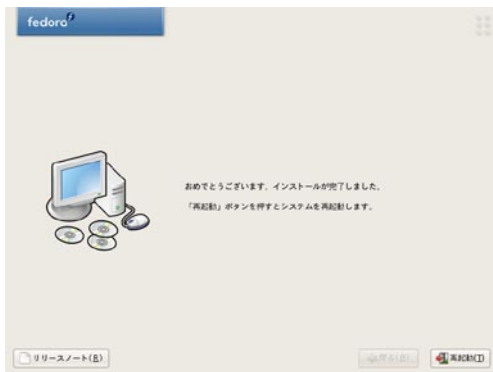 fedora
おめでとうございます。インストールが完了しました。
「再起動」ボタンを押すとシステムを再起動します。
リリースノート(R)
戻る(B)
再起動(T)